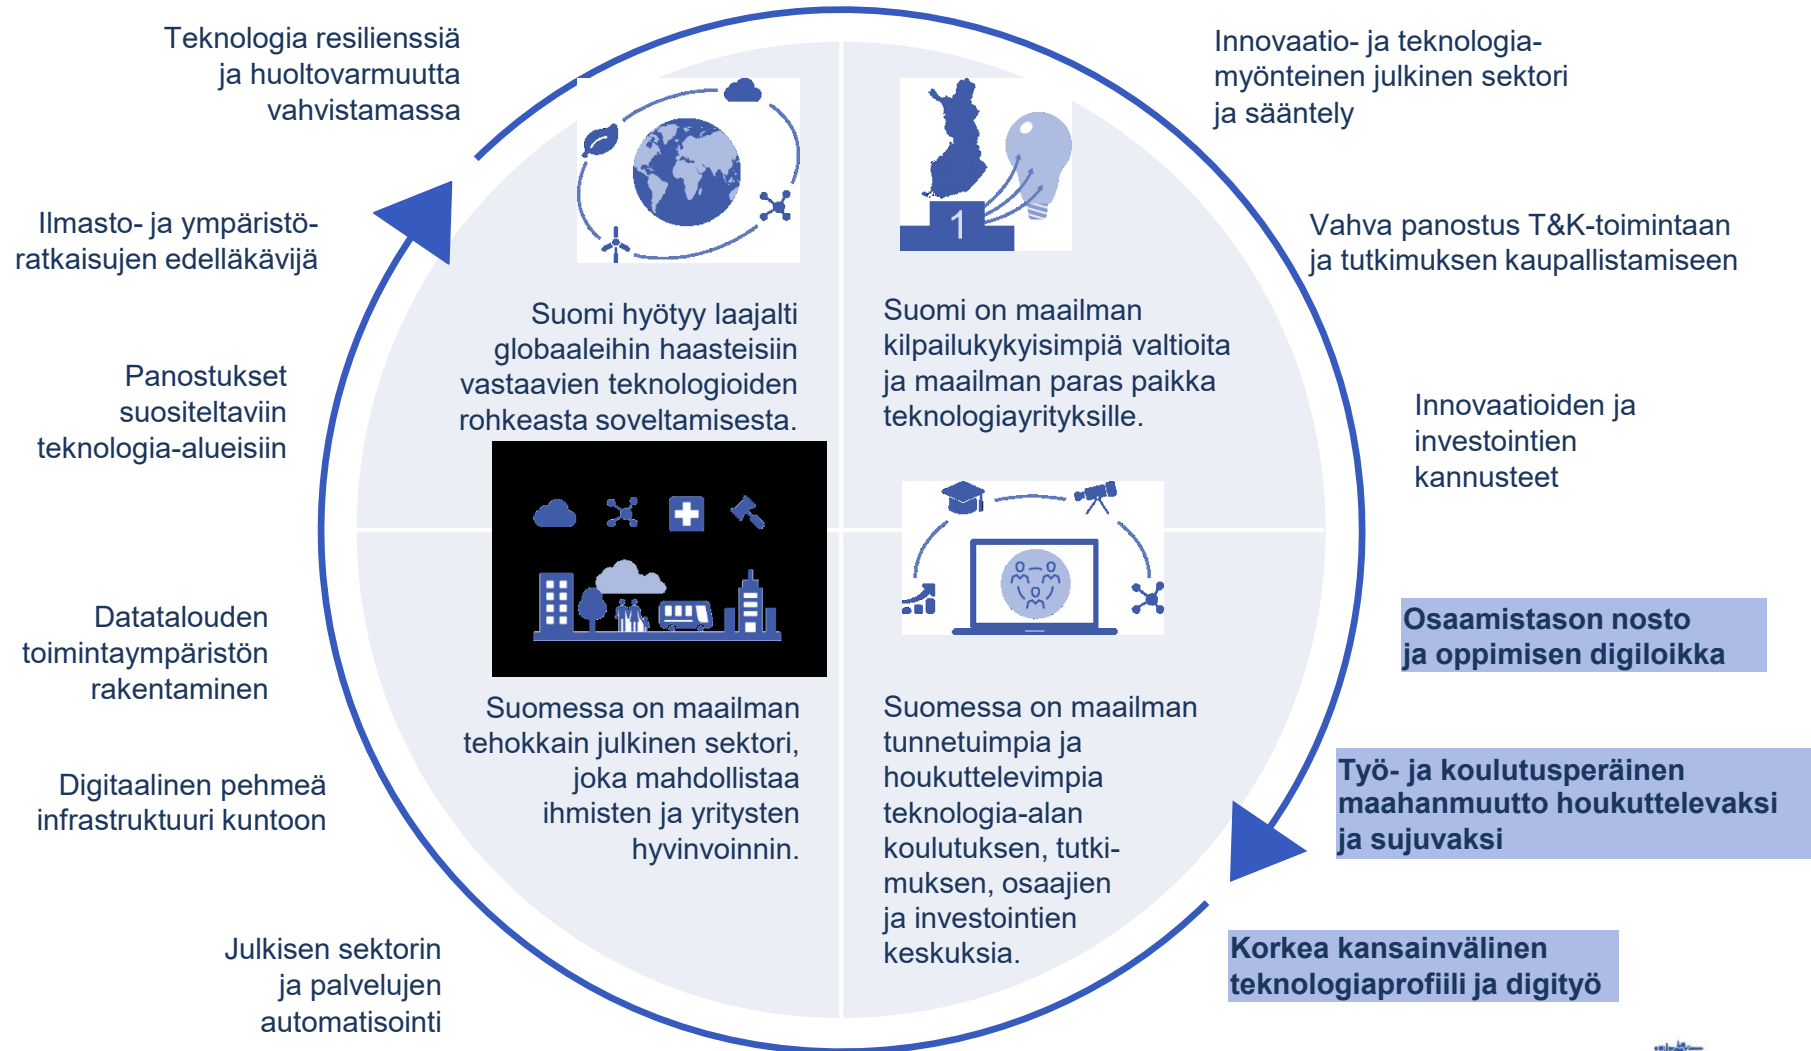 Teknologia resilienssiä
ja huoltovarmuutta
vahvistamassa
Ilmasto- ja ympäristö-
ratkaisujen edelläkävijä
Panostukset
suositeltaviin
teknologia-alueisiin
Datatalouden
toimintaympäristön
rakentaminen
Digitaalinen pehmeä
infrastruktuuri kuntoon
Julkisen sektorin
ja palvelujen
automatisointi
Suomi hyötyy laajalti
globaaleihin haasteisiin
vastaavien teknologioiden
rohkeasta soveltamisesta.
1
Suomi on maailman
kilpailukykyisimpiä valtioita
ja maailman paras paikka
teknologiayrityksille.
Suomessa on maailman
tehokkain julkinen sektori,
joka mahdollistaa
ihmisten ja yritysten
hyvinvoinnin.
Suomessa on maailman
tunnetuimpia ja
houkuttelevimpia
teknologia-alan
koulutuksen, tutki-
muksen, osaajien
ja investointien
keskuksia.
Innovaatio- ja teknologia-
myönteinen julkinen sektori
ja sääntely
Vahva panostus T&K-toimintaan
ja tutkimuksen kaupallistamiseen
Innovaatioiden ja
investointien
kannusteet
Osaamistason nosto
ja oppimisen digiloikka
Työ- ja koulutusperäinen
maahanmuutto houkuttelevaksi
ja sujuvaksi
Korkea kansainvälinen
teknologiaprofiili ja digityö